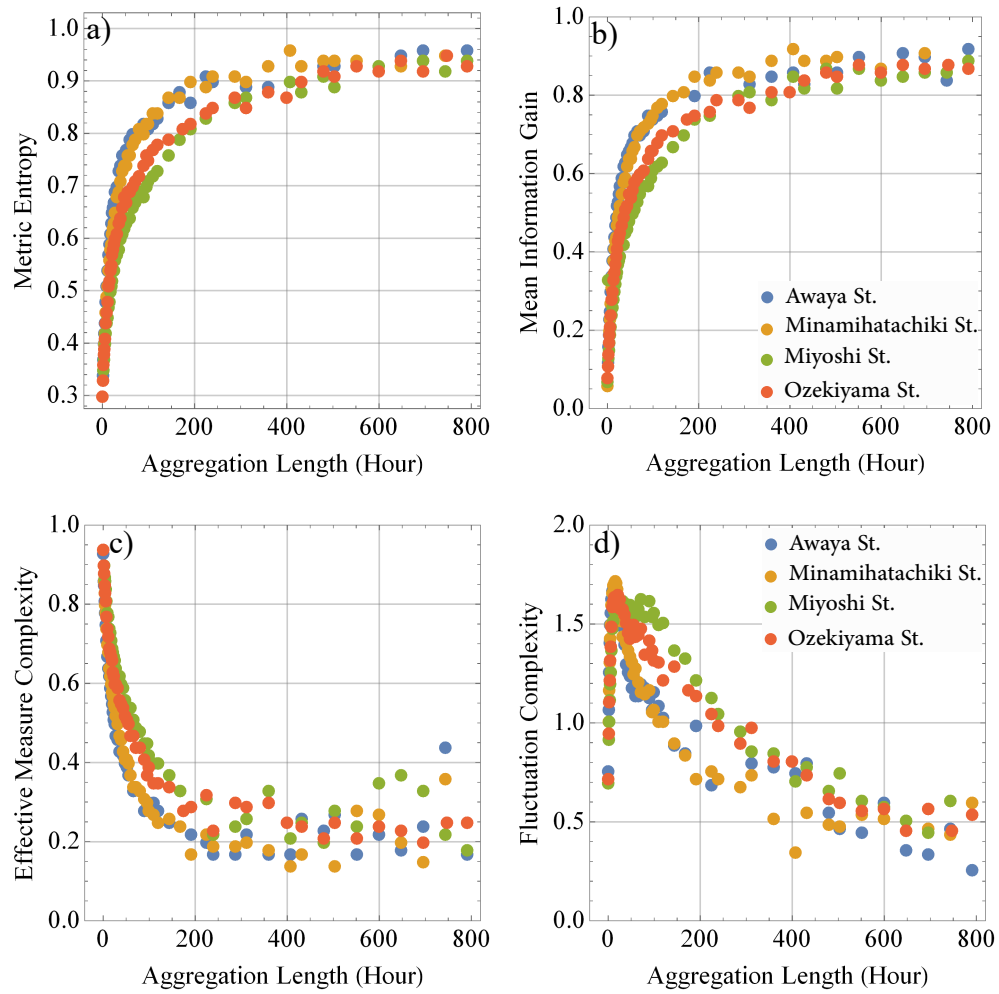 a)
Metric Entropy
1.0
0.9
0.8
0.7
0.6
0.5
0.4
0.3
0 200 400 600 800
Aggregation Length (Hour)
b)
Mean Information Gain
1.0
0.8
0.6
0.4
0.2
0.0
Awaya St.
Minamihatachiki St.
Miyoshi St.
Ozekiyama St.
0 200 400 600 800
Aggregation Length (Hour)
c)
Effective Measure Complexity
1.0
0.8
0.6
0.4
0.2
0.0
0 200 400 600 800
Aggregation Length (Hour)
d)
Fluctuation Complexity
2.0
1.5
1.0
0.5
0.0
Awaya St.
Minamihatachiki St.
Miyoshi St.
Ozekiyama St.
0 200 400 600 800
Aggregation Length (Hour)